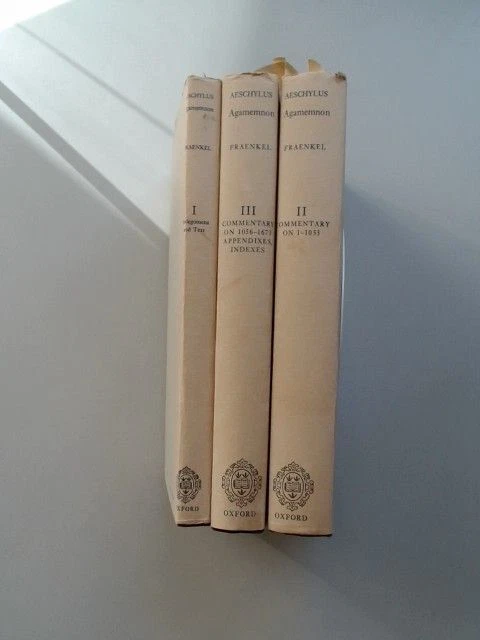 AESCHYLUS
Agamemnon
FRAENKEL
I
Prolegomena
and Text
OXFORD
AESCHYLUS
Agamemnon
FRAENKEL
III
COMMENTARY
ON 1056–1673
APPENDIXES,
INDEXES
OXFORD
AESCHYLUS
Agamemnon
FRAENKEL
II
COMMENTARY
ON 1–1055
OXFORD